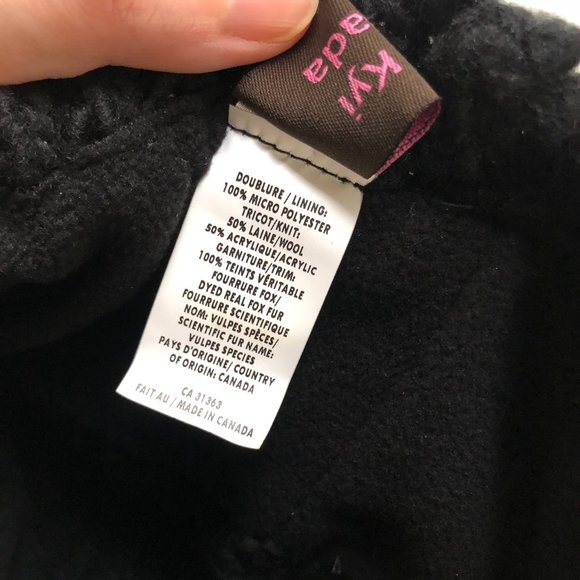 Kyi
ada
DOUBLURE / LINING:
100% MICRO POLYESTER
TRICOT/KNIT:
50% LAINE/WOOL
50% ACRYLIQUE/ACRYLIC
GARNITURE/TRIM:
100% TEINTS VÉRITABLE
FOURRURE FOX/
DYED REAL FOX FUR
FOURRURE SCIENTIFIQUE
NOM: VULPES SPÈCES/
SCIENTIFIC FUR NAME:
VULPES SPECIES
PAYS D'ORIGINE/ COUNTRY
OF ORIGIN: CANADA
CA 31363
FAIT AU / MADE IN CANADA